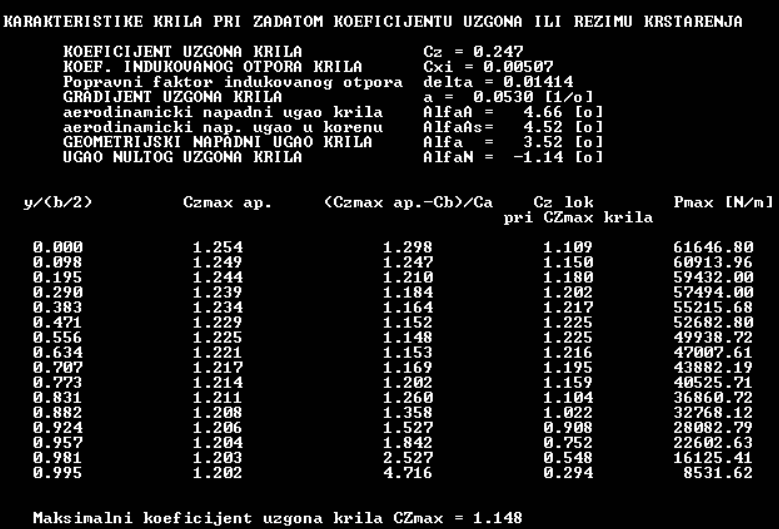 KARAKTERISTIKE KRILA PRI ZADATOM KOEFICIJENTU UZGONA ILI REZIMU KRSTARENJA
KOEFICIJENT UZGONA KRILA Cz = 0.247
KOEF. INDUKOVANOG OTPORA KRILA Cxi = 0.00507
Popravni faktor indukovanog otpora delta = 0.01414
GRADIJENT UZGONA KRILA a = 0.0530 [1/o]
aerodinamicki napadni ugao krila AlfaA = 4.66 [o]
aerodinamicki nap. ugao u korenu AlfaAs= 4.52 [o]
GEOMETRIJSKI NAPADNI UGAO KRILA Alfa = 3.52 [o]
UGAO NULTOG UZGONA KRILA AlfaN = -1.14 [o]
y/(b/2) Czmax ap. (Czmax ap.-Cb)/Ca Cz lok Pmax [N/m]
pri CZmax krila
0.000 1.254 1.298 1.109 61646.80
0.098 1.249 1.247 1.150 60913.96
0.195 1.244 1.210 1.180 59432.00
0.290 1.239 1.184 1.202 57494.00
0.383 1.234 1.164 1.217 55215.68
0.471 1.229 1.152 1.225 52682.80
0.556 1.225 1.148 1.225 49938.72
0.634 1.221 1.153 1.216 47007.61
0.707 1.217 1.169 1.195 43882.19
0.773 1.214 1.202 1.159 40525.71
0.831 1.211 1.260 1.104 36860.72
0.882 1.208 1.358 1.022 32768.12
0.924 1.206 1.527 0.908 28082.79
0.957 1.204 1.842 0.752 22602.63
0.981 1.203 2.527 0.548 16125.41
0.995 1.202 4.716 0.294 8531.62
Maksimalni koeficijent uzgona krila CZmax = 1.148